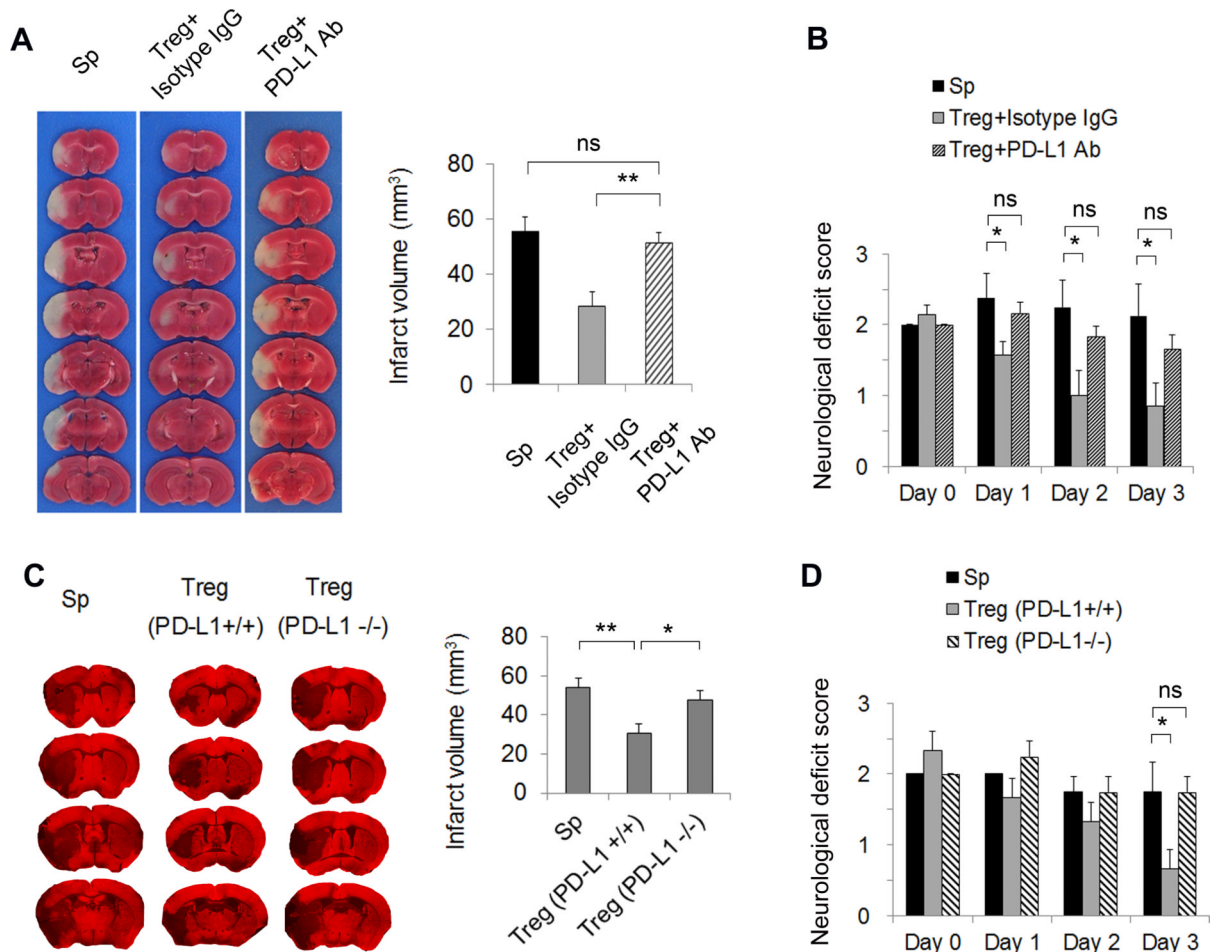 A
Sp
Treg+
Isotype IgG
Treg+
PD-L1 Ab
Infarct volume (mm³)
80
60
40
20
0
ns
**
Sp
Treg+
Isotype IgG
Treg+
PD-L1 Ab
B
Sp
Treg+Isotype IgG
Treg+PD-L1 Ab
Neurological deficit score
3
2
1
0
ns
*
ns
*
ns
*
Day 0
Day 1
Day 2
Day 3
C
Sp
Treg
(PD-L1+/+)
Treg
(PD-L1 -/-)
Infarct volume (mm³)
80
60
40
20
0
**
*
Sp
Treg (PD-L1 +/+)
Treg (PD-L1 -/-)
D
Sp
Treg (PD-L1+/+)
Treg (PD-L1-/-)
Neurological deficit score
3
2
1
0
ns
*
Day 0
Day 1
Day 2
Day 3